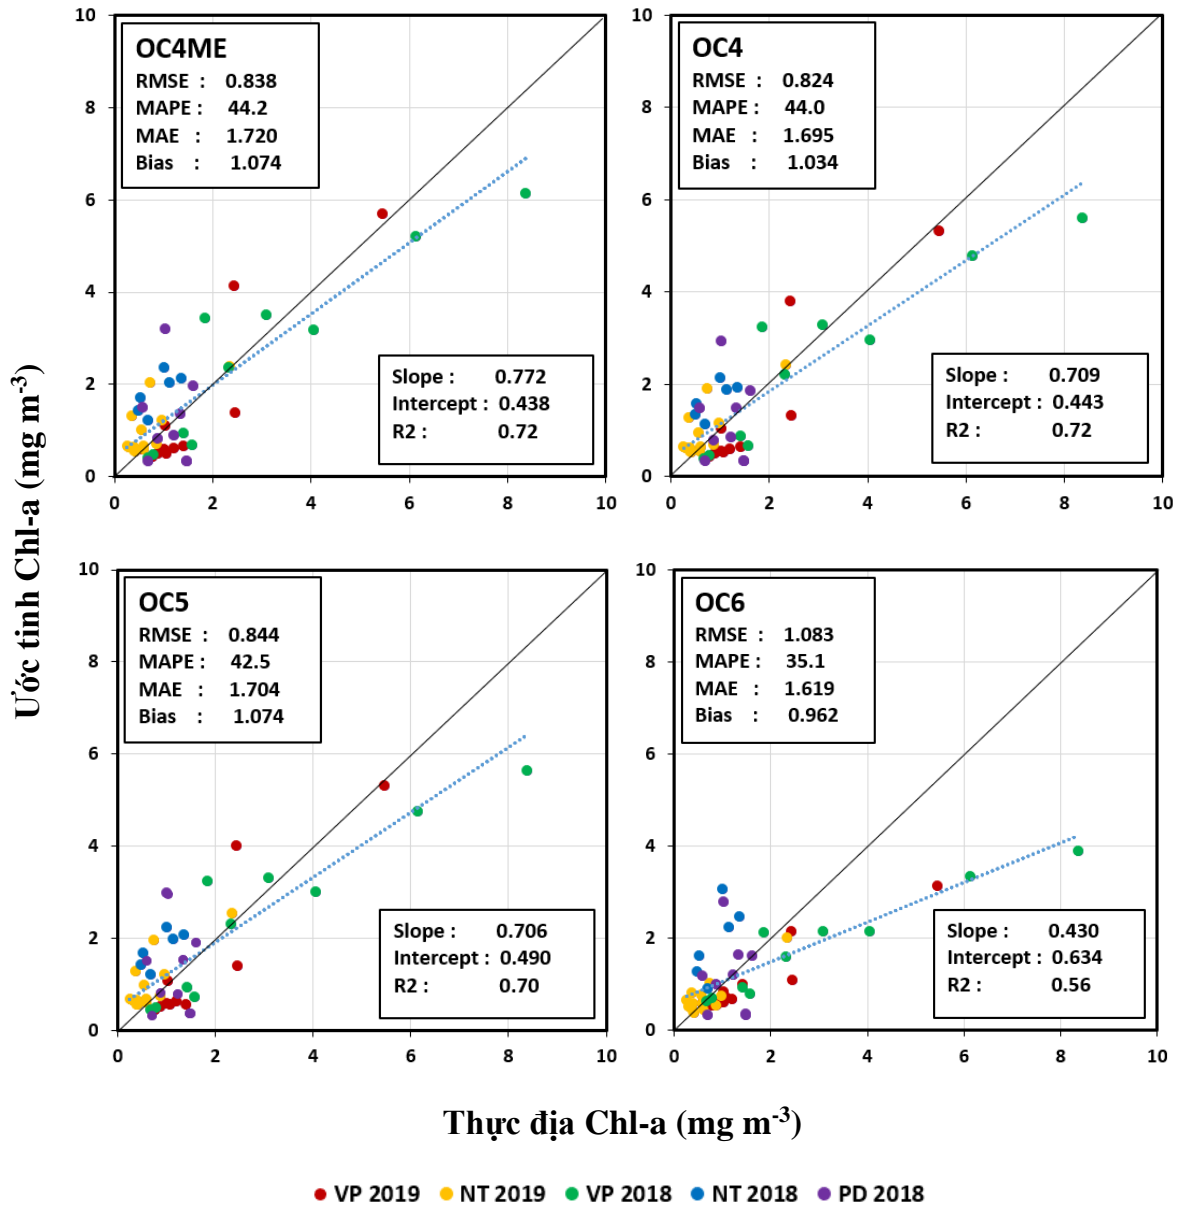 OC4ME
RMSE : 0.838
MAPE : 44.2
MAE : 1.720
Bias : 1.074
Slope : 0.772
Intercept : 0.438
R2 : 0.72
10
8
6
4
2
0
0 2 4 6 8 10
OC4
RMSE : 0.824
MAPE : 44.0
MAE : 1.695
Bias : 1.034
Slope : 0.709
Intercept : 0.443
R2 : 0.72
10
8
6
4
2
0
0 2 4 6 8 10
OC5
RMSE : 0.844
MAPE : 42.5
MAE : 1.704
Bias : 1.074
Slope : 0.706
Intercept : 0.490
R2 : 0.70
10
8
6
4
2
0
0 2 4 6 8 10
OC6
RMSE : 1.083
MAPE : 35.1
MAE : 1.619
Bias : 0.962
Slope : 0.430
Intercept : 0.634
R2 : 0.56
10
8
6
4
2
0
0 2 4 6 8 10
Ước tinh Chl-a (mg m⁻³)
Thực địa Chl-a (mg m⁻³)
VP 2019 NT 2019 VP 2018 NT 2018 PD 2018